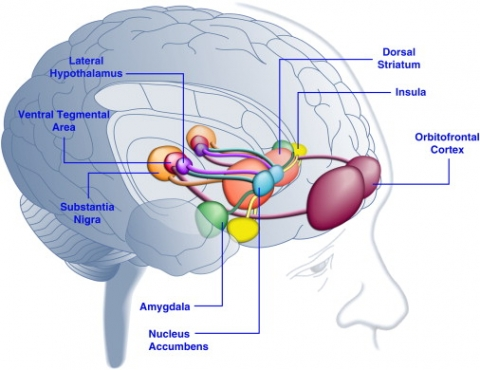 Lateral
Hypothalamus
Ventral Tegmental
Area
Substantia
Nigra
Amygdala
Nucleus
Accumbens
Dorsal
Striatum
Insula
Orbitofrontal
Cortex